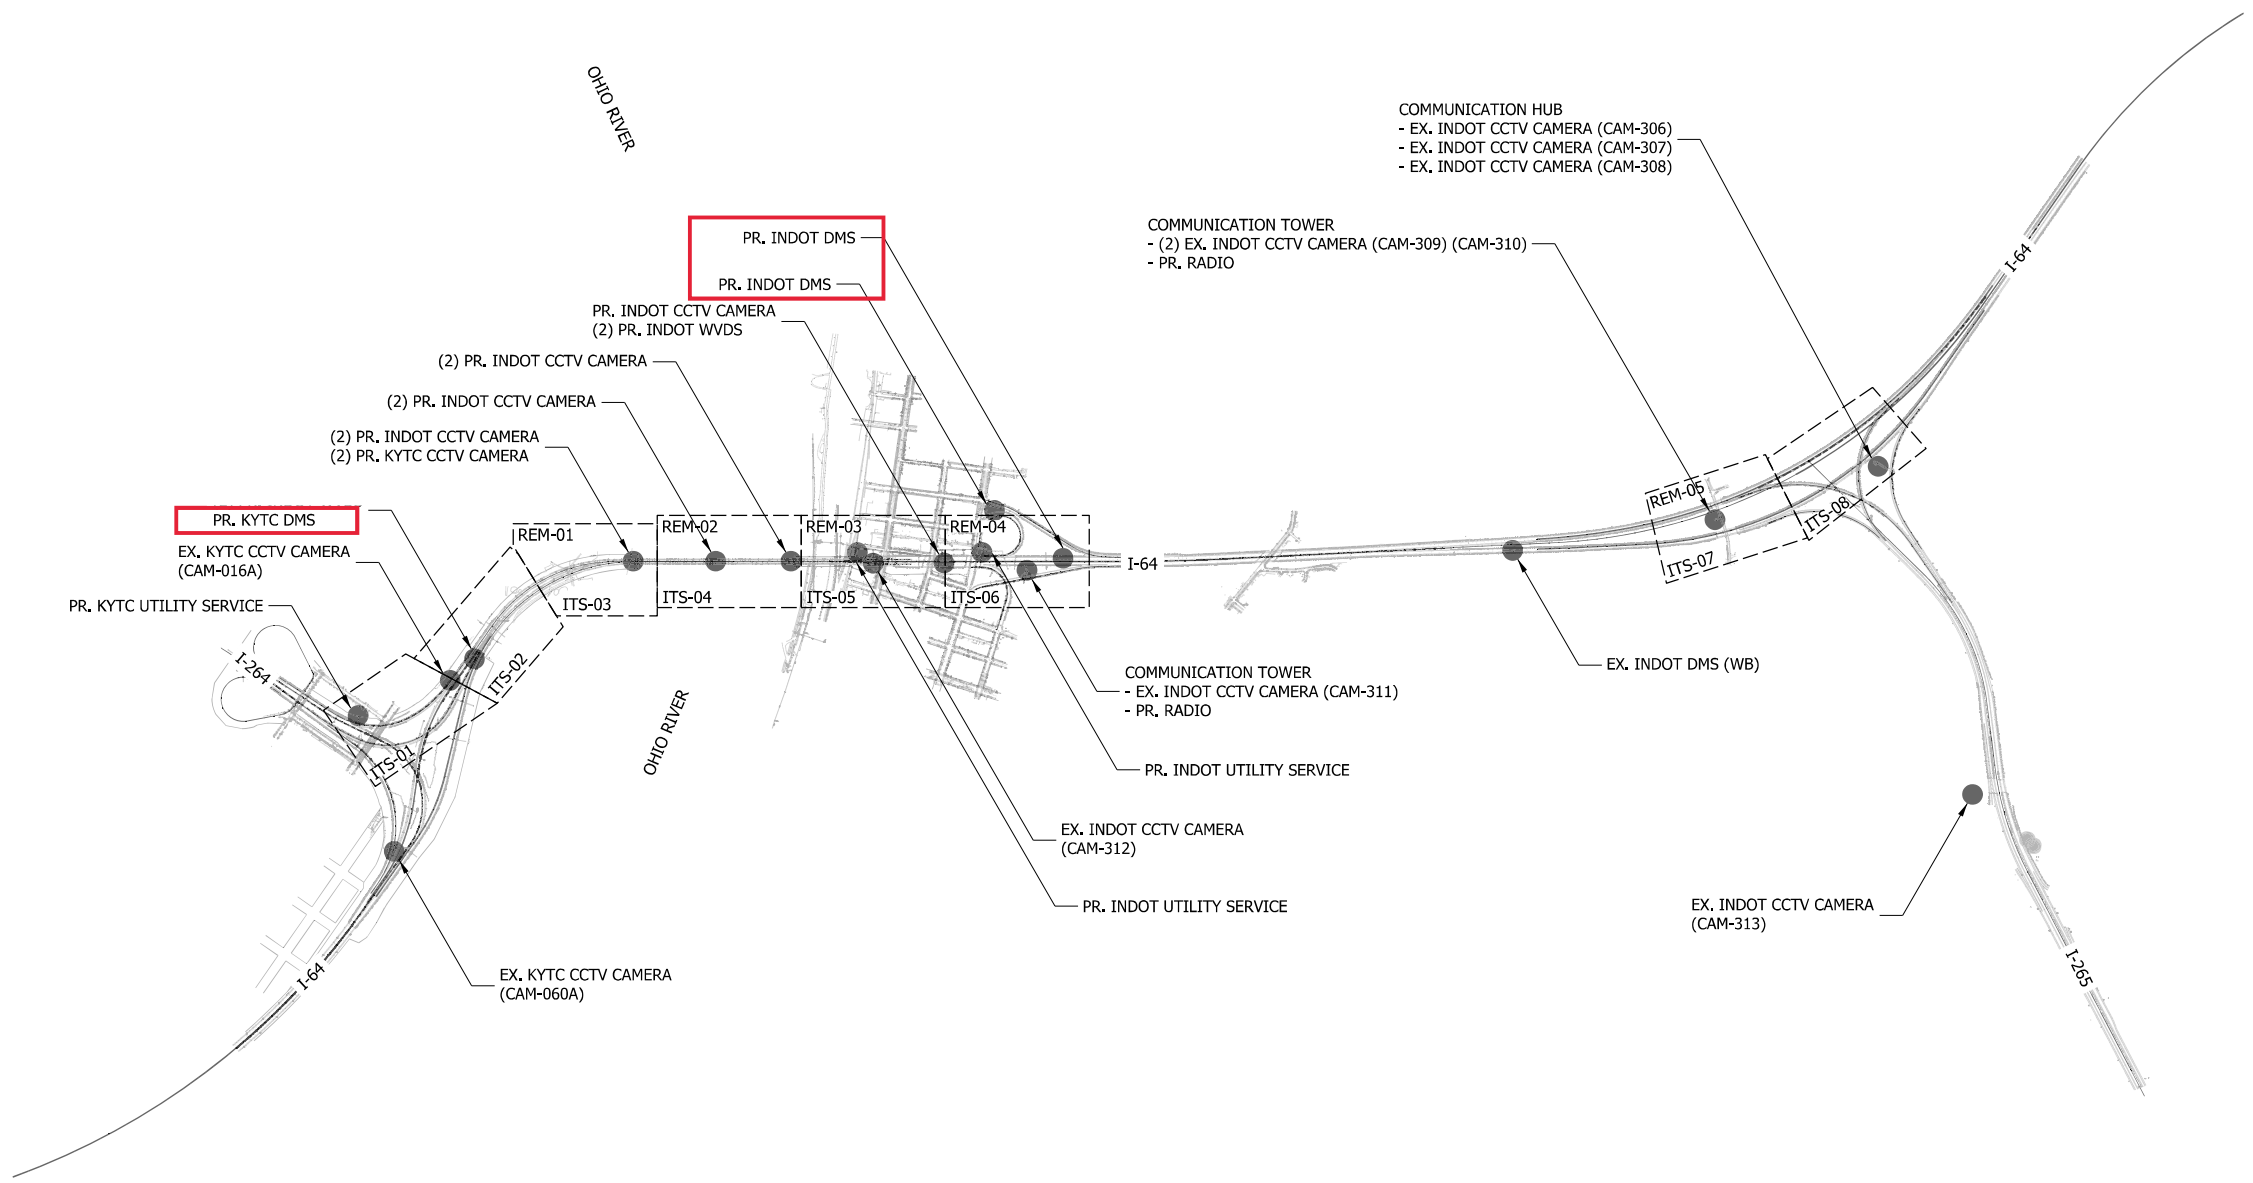 OHIO RIVER
COMMUNICATION HUB
- EX. INDOT CCTV CAMERA (CAM-306)
- EX. INDOT CCTV CAMERA (CAM-307)
- EX. INDOT CCTV CAMERA (CAM-308)
COMMUNICATION TOWER
- (2) EX. INDOT CCTV CAMERA (CAM-309) (CAM-310)
- PR. RADIO
I-64
PR. INDOT DMS
PR. INDOT DMS
PR. INDOT CCTV CAMERA
(2) PR. INDOT WVDS
(2) PR. INDOT CCTV CAMERA
(2) PR. INDOT CCTV CAMERA
(2) PR. INDOT CCTV CAMERA
(2) PR. KYTC CCTV CAMERA
PR. KYTC DMS
EX. KYTC CCTV CAMERA
(CAM-016A)
PR. KYTC UTILITY SERVICE
REM-01
REM-02
REM-03
REM-04
REM-05
ITS-01
ITS-02
ITS-03
ITS-04
ITS-05
ITS-06
ITS-07
ITS-08
I-64
I-264
EX. INDOT DMS (WB)
COMMUNICATION TOWER
- EX. INDOT CCTV CAMERA (CAM-311)
- PR. RADIO
OHIO RIVER
PR. INDOT UTILITY SERVICE
EX. INDOT CCTV CAMERA
(CAM-312)
PR. INDOT UTILITY SERVICE
EX. INDOT CCTV CAMERA
(CAM-313)
I-265
I-64
EX. KYTC CCTV CAMERA
(CAM-060A)